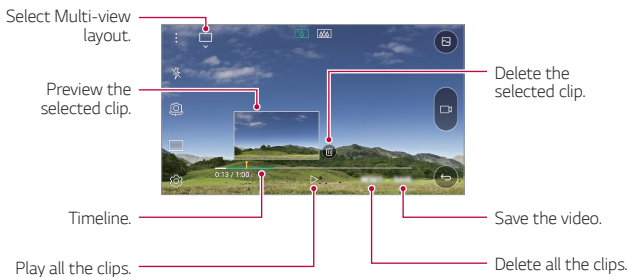 Select Multi-view
layout.
Preview the
selected clip.
Delete the
selected clip.
0:13 / 1:00
Timeline.
Save the video.
Play all the clips.
Delete all the clips.